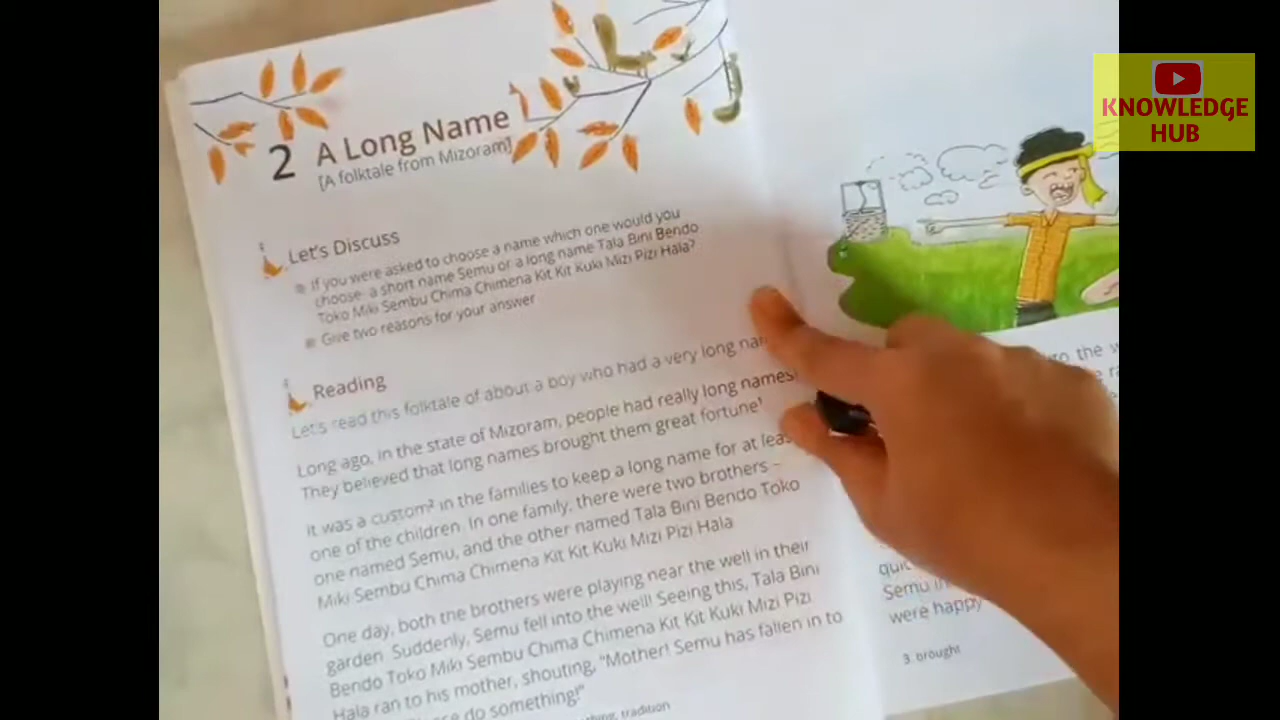 KNOWLEDGE
HUB
2 A Long Name
[A folktale from Mizoram]
Let's Discuss
If you were asked to choose a name which one would you
choose- a short name Semu or a long name Tala Bini Bendo
Toko Miki Sembu Chima Chimena Kit Kit Kuki Mizi Pizi Hala?
Give two reasons for your answer
Reading
Let's read this folktale of about a boy who had a very long
Long ago, in the state of Mizoram, people had really long names!
They believed that long names brought them great fortune¹
It was a custom² in the families to keep a long name for at
one of the children. In one family, there were two brothers –
one named Semu, and the other named Tala Bini Bendo Toko
Miki Sembu Chima Chimena Kit Kit Kuki Mizi Pizi Hala
One day, both the brothers were playing near the well in their
garden. Suddenly, Semu fell into the well! Seeing this, Tala Bini
Bendo Toko Miki Sembu Chima Chimena Kit Kit Kuki Mizi Pizi
Hala ran to his mother, shouting, "Mother! Semu has fallen in to
do something!"
tradition
to the
Semu
were happy
3 brought